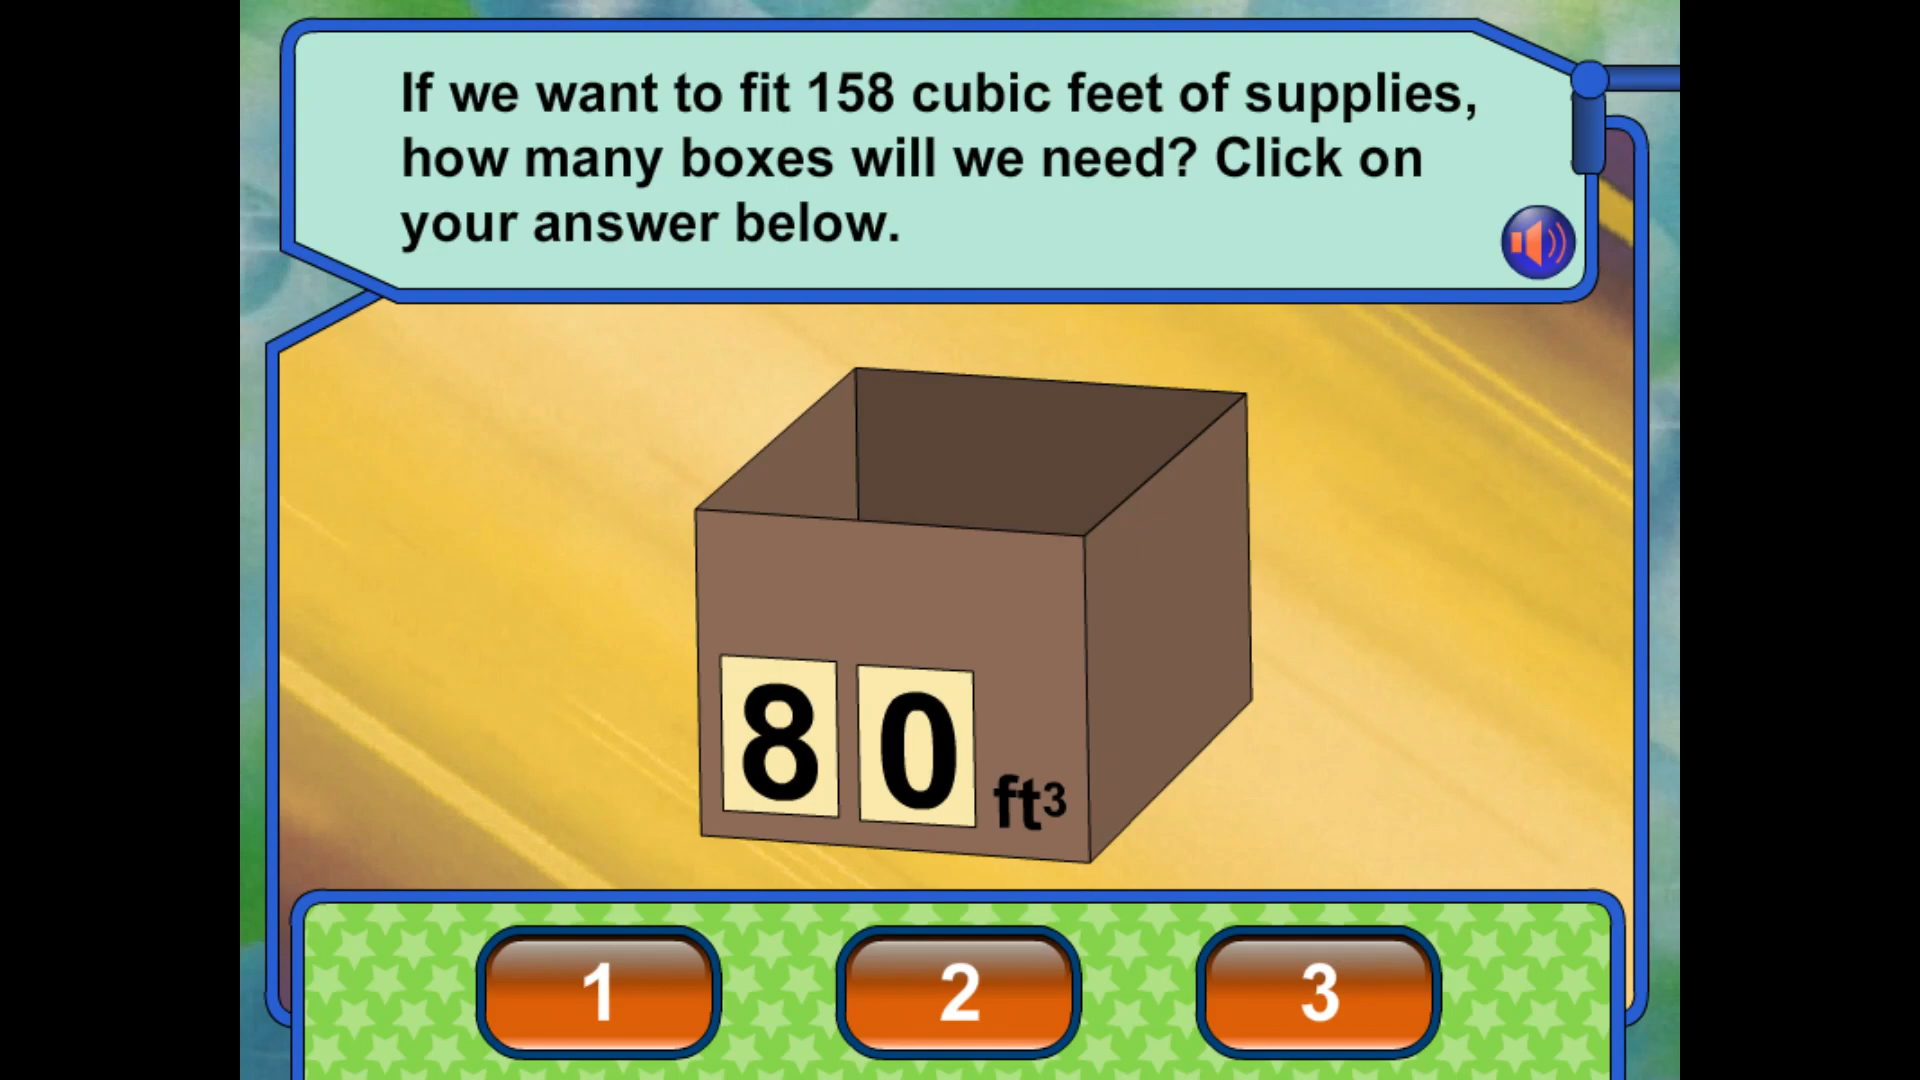 If we want to fit 158 cubic feet of supplies,
how many boxes will we need? Click on
your answer below.
80 ft³
1 2 3